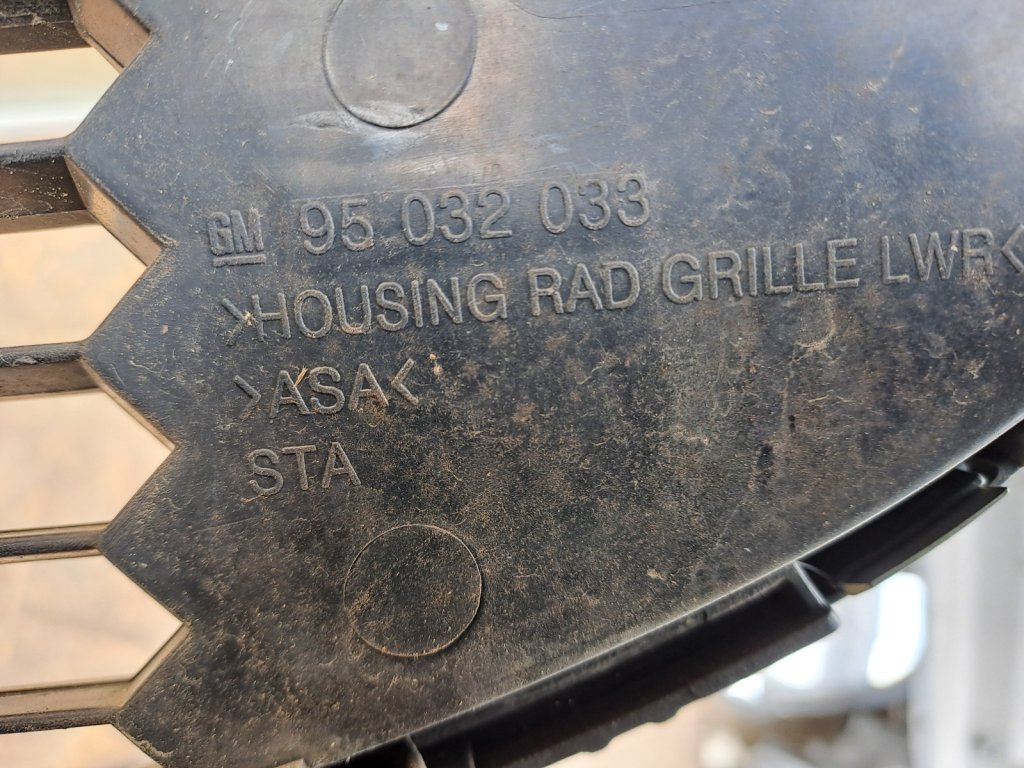 GM 95 032 033
>HOUSING RAD GRILLE LWR<
>ASA<
STA